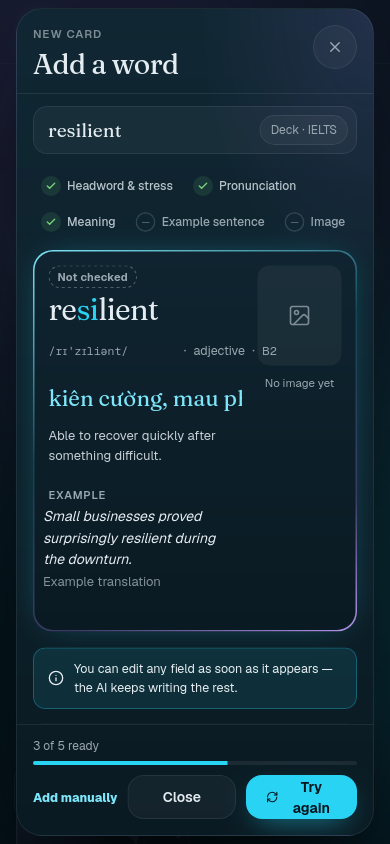 NEW CARD
Add a word
resilient
Deck · IELTS
Headword & stress
Pronunciation
Meaning
Example sentence
Image
Not checked
resilient
/rɪˈzɪliənt/ · adjective · B2
No image yet
kiên cường, mau
Able to recover quickly after
something difficult.
EXAMPLE
Small businesses proved
surprisingly resilient during
the downturn.
Example translation
You can edit any field as soon as it appears —
the AI keeps writing the rest.
3 of 5 ready
Add manually
Close
Try
again